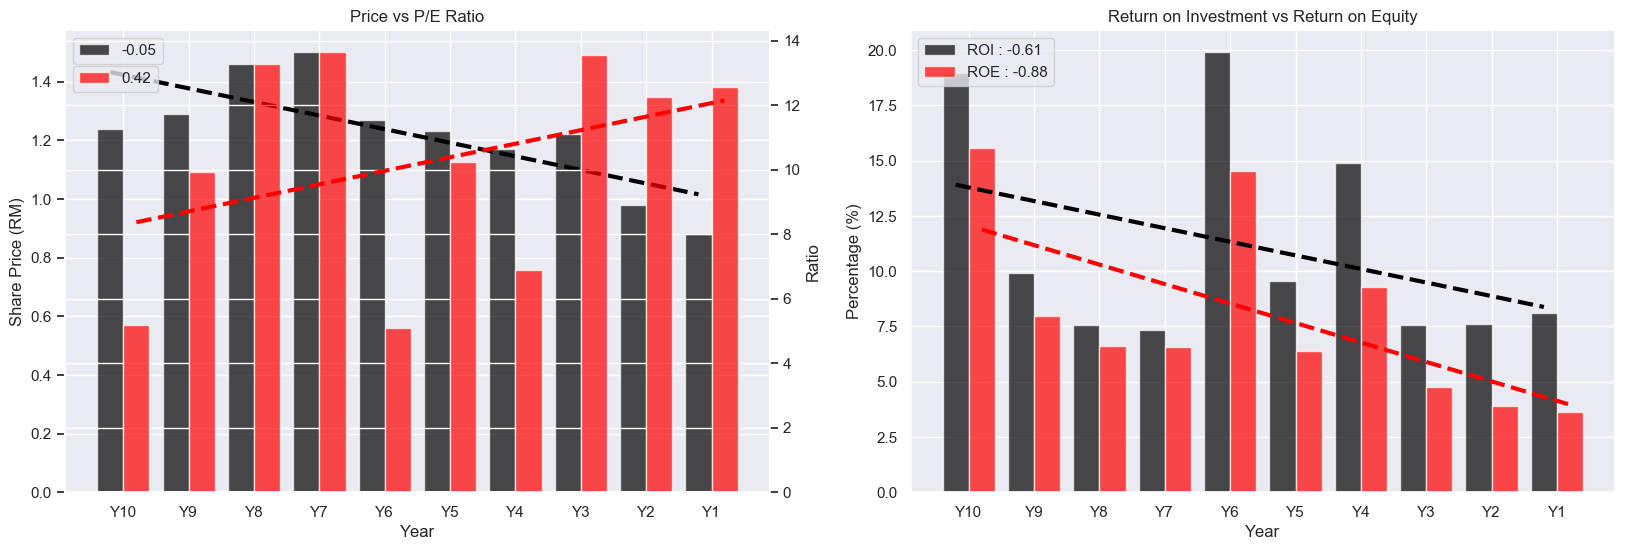 Price vs P/E Ratio
-0.05
0.42
Share Price (RM)
1.4
1.2
1.0
0.8
0.6
0.4
0.2
0.0
14
12
10
8
6
4
2
0
Ratio
Y10 Y9 Y8 Y7 Y6 Y5 Y4 Y3 Y2 Y1
Year
Return on Investment vs Return on Equity
ROI : -0.61
ROE : -0.88
Percentage (%)
20.0
17.5
15.0
12.5
10.0
7.5
5.0
2.5
0.0
Y10 Y9 Y8 Y7 Y6 Y5 Y4 Y3 Y2 Y1
Year